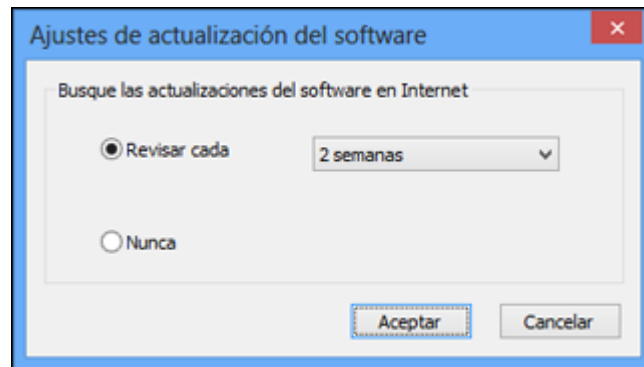 Ajustes de actualización del software
Busque las actualizaciones del software en Internet
Revisar cada 2 semanas
Nunca
Aceptar Cancelar